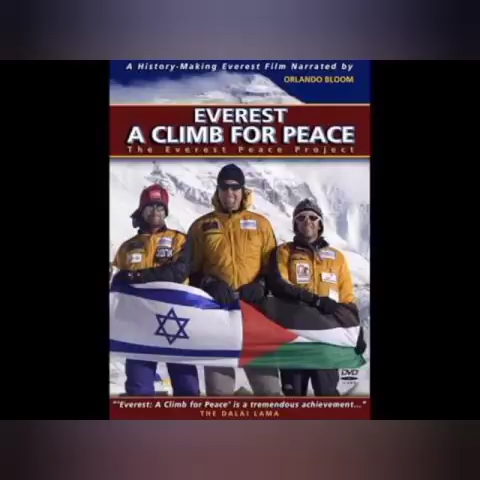 A History-Making Everest Film Narrated by
ORLANDO BLOOM
EVEREST
A CLIMB FOR PEACE
The Everest Peace Project
DVD
"'Everest: A Climb for Peace' is a tremendous achievement..."
THE DALAI LAMA